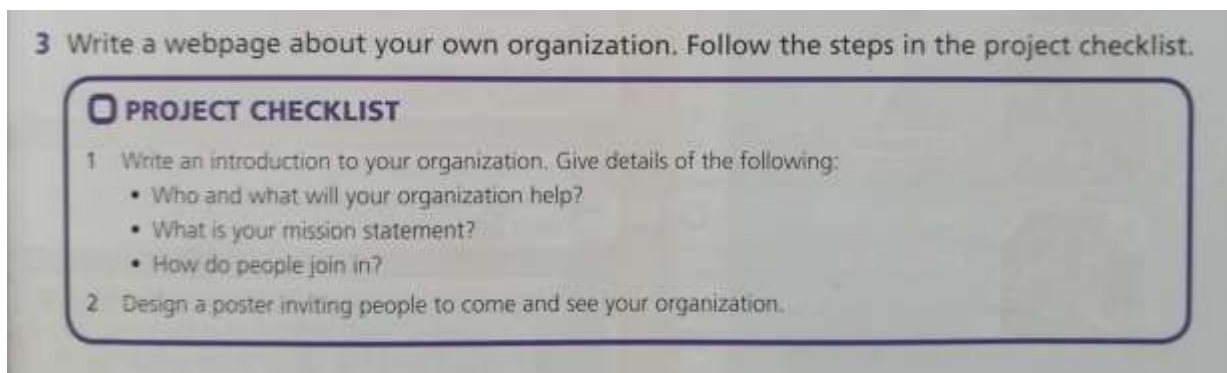 3 Write a webpage about your own organization. Follow the steps in the project checklist.
PROJECT CHECKLIST
1 Write an introduction to your organization. Give details of the following:
• Who and what will your organization help?
• What is your mission statement?
• How do people join in?
2 Design a poster inviting people to come and see your organization.